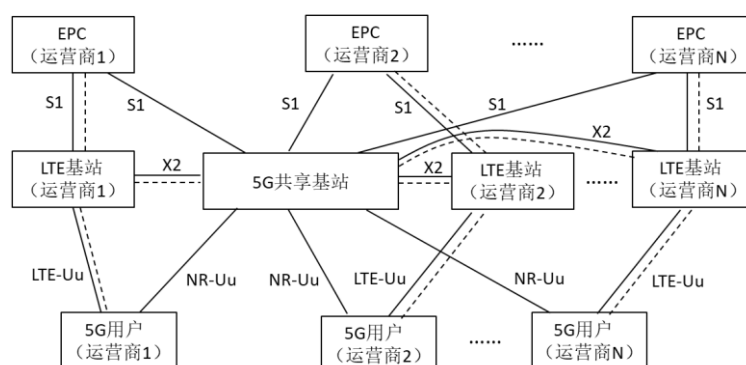 EPC
（运营商1）
EPC
（运营商2）
……
EPC
（运营商N）
S1
S1
S1
S1
S1
S1
X2
LTE基站
（运营商1）
X2
5G共享基站
X2
LTE基站
（运营商2）
……
LTE基站
（运营商N）
LTE-Uu
NR-Uu
NR-Uu
LTE-Uu
NR-Uu
LTE-Uu
5G用户
（运营商1）
5G用户
（运营商2）
……
5G用户
（运营商N）